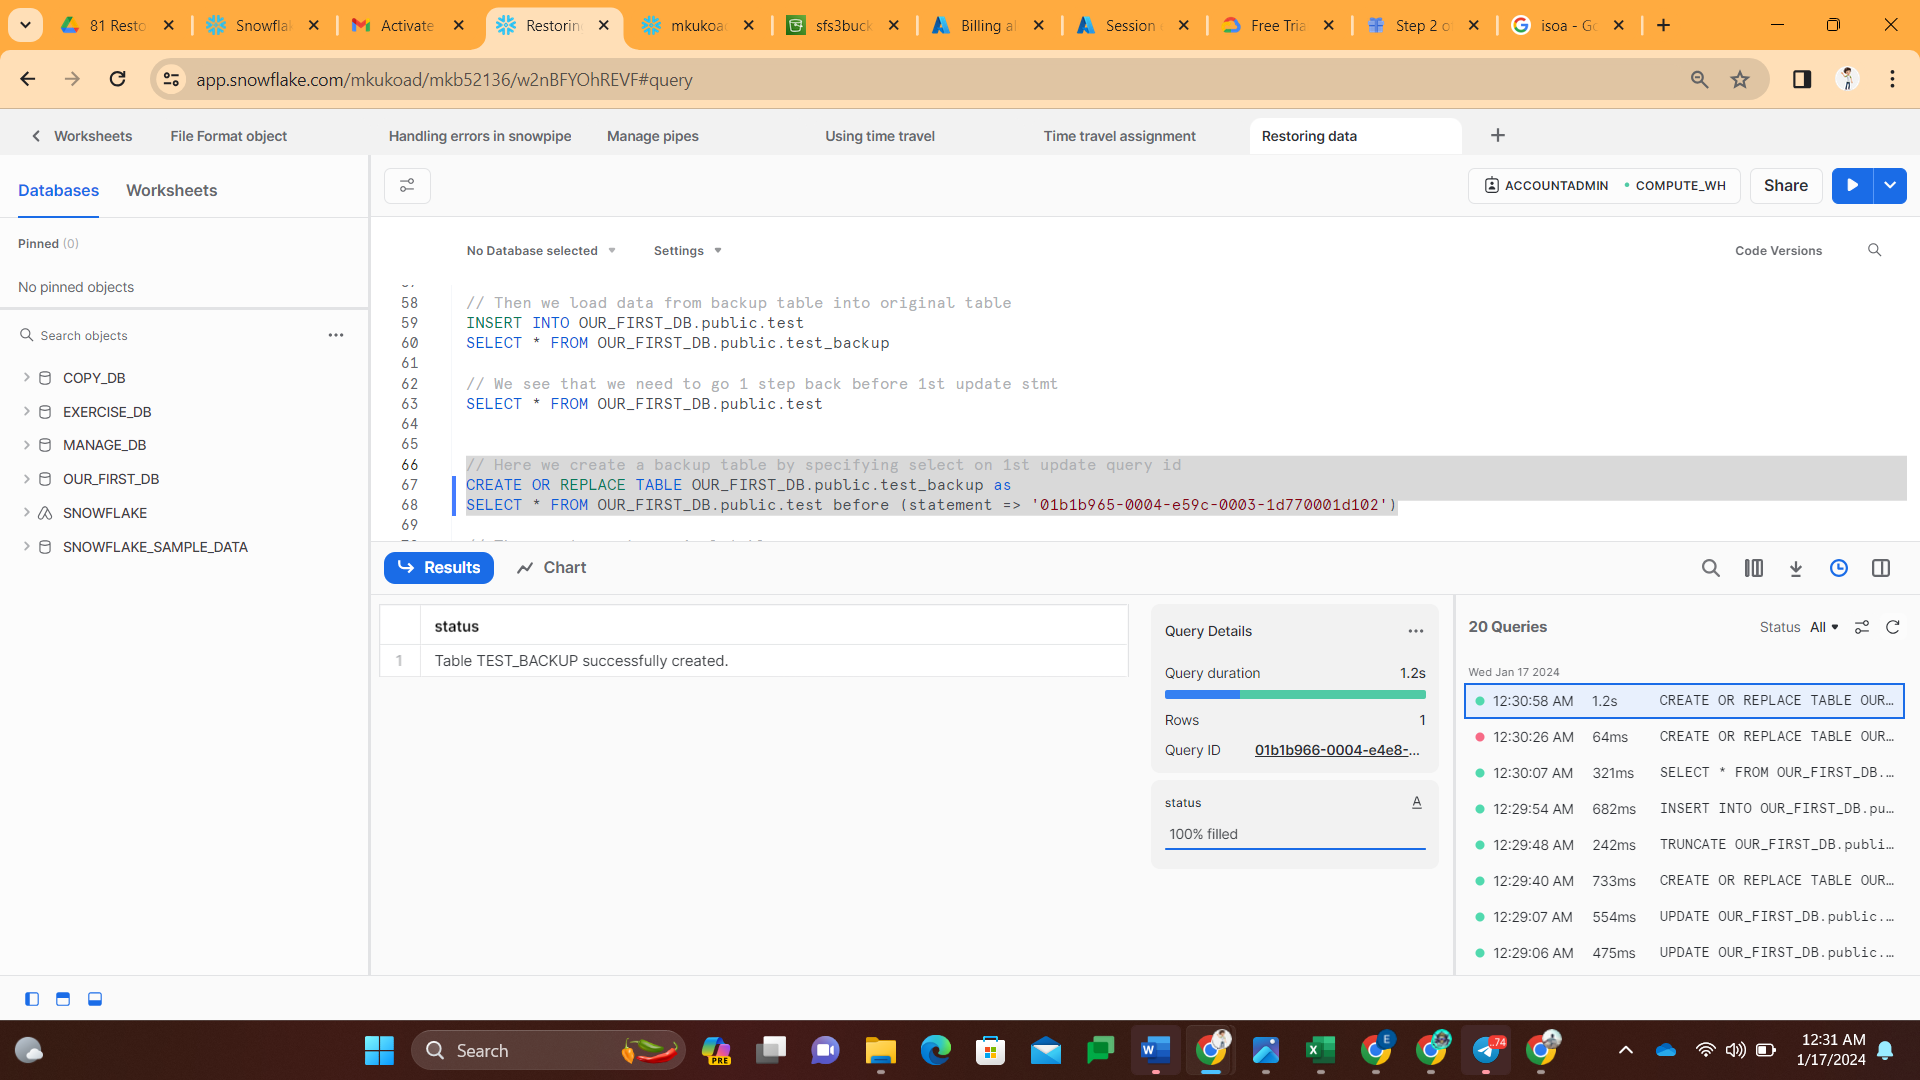 81 Resto
Snowfla
Activate
Restorin
mkukoa
sfs3buck
Billing al
Session
Free Tria
Step 2 o
isoa - Go
app.snowflake.com/mkukoad/mkb52136/w2nBFYOhREVF#query
Worksheets
File Format object
Handling errors in snowpipe
Manage pipes
Using time travel
Time travel assignment
Restoring data
Databases
Worksheets
ACCOUNTADMIN
COMPUTE_WH
Share
Pinned (0)
No pinned objects
Search objects
COPY_DB
EXERCISE_DB
MANAGE_DB
OUR_FIRST_DB
SNOWFLAKE
SNOWFLAKE_SAMPLE_DATA
No Database selected
Settings
Code Versions
58 // Then we load data from backup table into original table
59 INSERT INTO OUR_FIRST_DB.public.test
60 SELECT * FROM OUR_FIRST_DB.public.test_backup
61
62 // We see that we need to go 1 step back before 1st update stmt
63 SELECT * FROM OUR_FIRST_DB.public.test
64
65
66 // Here we create a backup table by specifying select on 1st update query id
67 CREATE OR REPLACE TABLE OUR_FIRST_DB.public.test_backup as
68 SELECT * FROM OUR_FIRST_DB.public.test before (statement => '01b1b965-0004-e59c-0003-1d770001d102')
69
Results
Chart
status
1 Table TEST_BACKUP successfully created.
Query Details
Query duration 1.2s
Rows 1
Query ID 01b1b966-0004-e4e8-...
status A
100% filled
20 Queries
Status All
Wed Jan 17 2024
12:30:58 AM 1.2s CREATE OR REPLACE TABLE OUR...
12:30:26 AM 64ms CREATE OR REPLACE TABLE OUR...
12:30:07 AM 321ms SELECT * FROM OUR_FIRST_DB....
12:29:54 AM 682ms INSERT INTO OUR_FIRST_DB.pu...
12:29:48 AM 242ms TRUNCATE OUR_FIRST_DB.publi...
12:29:40 AM 733ms CREATE OR REPLACE TABLE OUR...
12:29:07 AM 554ms UPDATE OUR_FIRST_DB.public....
12:29:06 AM 475ms UPDATE OUR_FIRST_DB.public....
Search
PRE
W
X
E
74
12:31 AM
1/17/2024